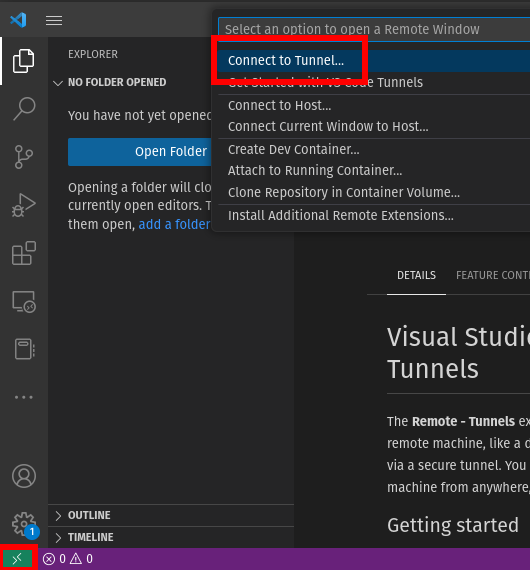 Select an option to open a Remote Window
Connect to Tunnel...
Get Started with VS Code Tunnels
Connect to Host...
Connect Current Window to Host...
Create Dev Container...
Attach to Running Container...
Clone Repository in Container Volume...
Install Additional Remote Extensions...
EXPLORER
NO FOLDER OPENED
You have not yet opened
Open Folder
Opening a folder will clo
currently open editors. T
them open, add a folder
OUTLINE
TIMELINE
DETAILS FEATURE CONT
Visual Studio
Tunnels
The Remote - Tunnels ex
remote machine, like a d
via a secure tunnel. You
machine from anywhere,
Getting started
1
0 0